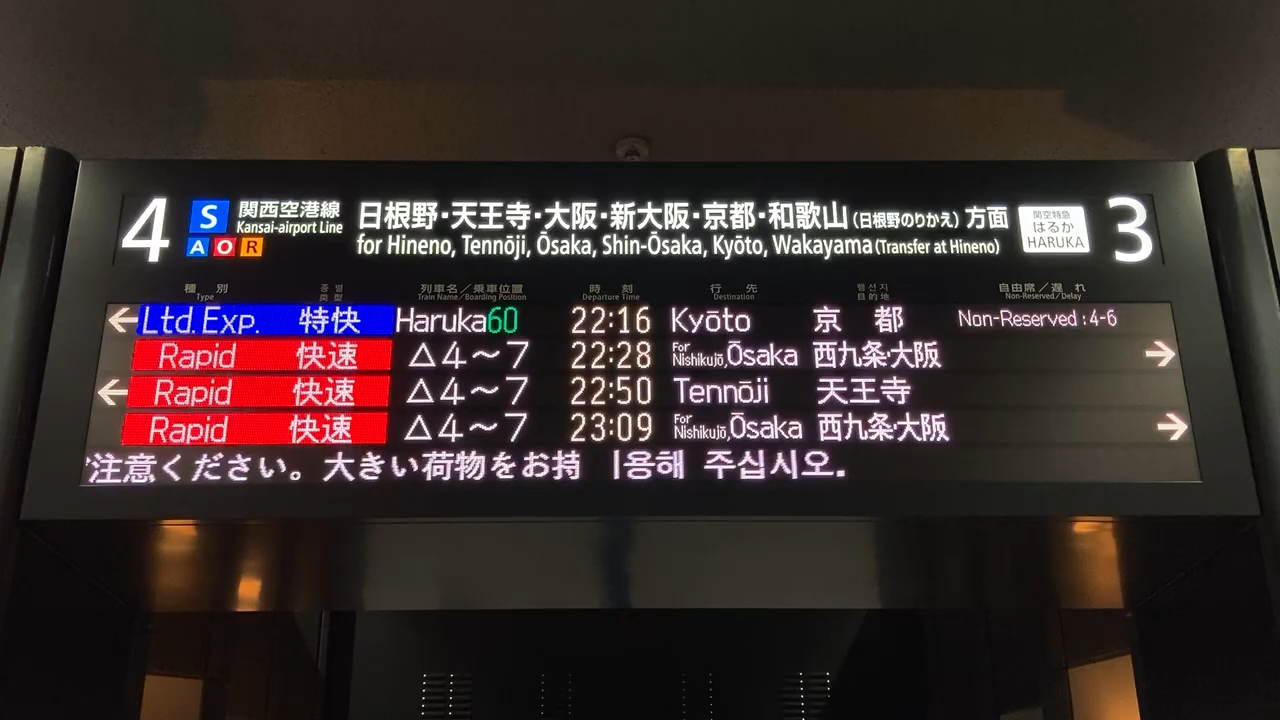 4 S 関西空港線 日根野・天王寺・大阪・新大阪・京都・和歌山(日根野のりかえ)方面 関空特急 はるか HARUKA 3
Kansai-airport Line
A O R for Hineno, Tennōji, Ōsaka, Shin-Ōsaka, Kyōto, Wakayama (Transfer at Hineno)
種別 종별 列車名／乗車位置 時刻 行先 행선지 自由席／遅れ
Type 类型 Train Name/Boarding Position Departure Time Destination 目的地 Non-Reserved/Delay
← Ltd. Exp. 特快 Haruka60 22:16 Kyōto 京都 Non-Reserved:4-6
Rapid 快速 △4〜7 22:28 For Nishikujō, Ōsaka 西九条・大阪 →
← Rapid 快速 △4〜7 22:50 Tennōji 天王寺
Rapid 快速 △4〜7 23:09 For Nishikujō, Ōsaka 西九条・大阪 →
注意ください。大きい荷物をお持 용해 주십시오.